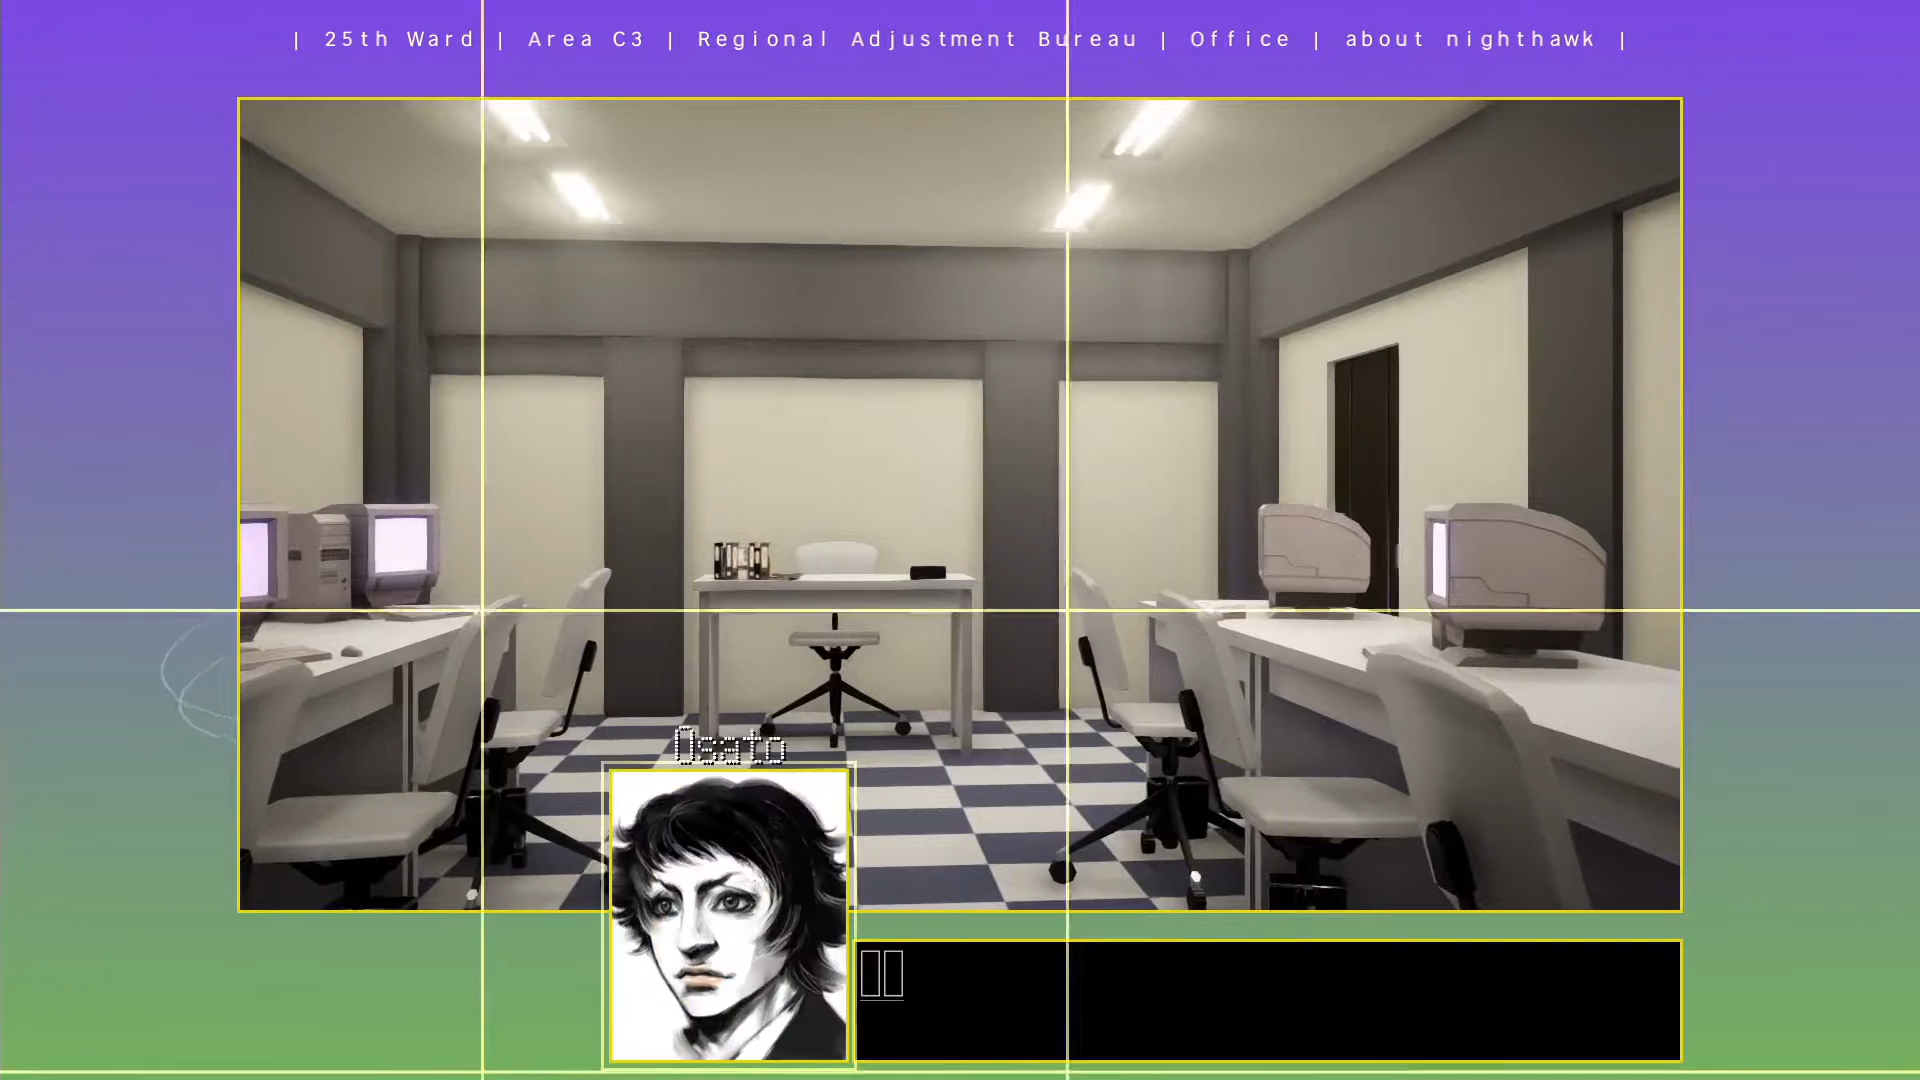 | 25th Ward | Area C3 | Regional Adjustment Bureau | Office | about nighthawk |
Osato